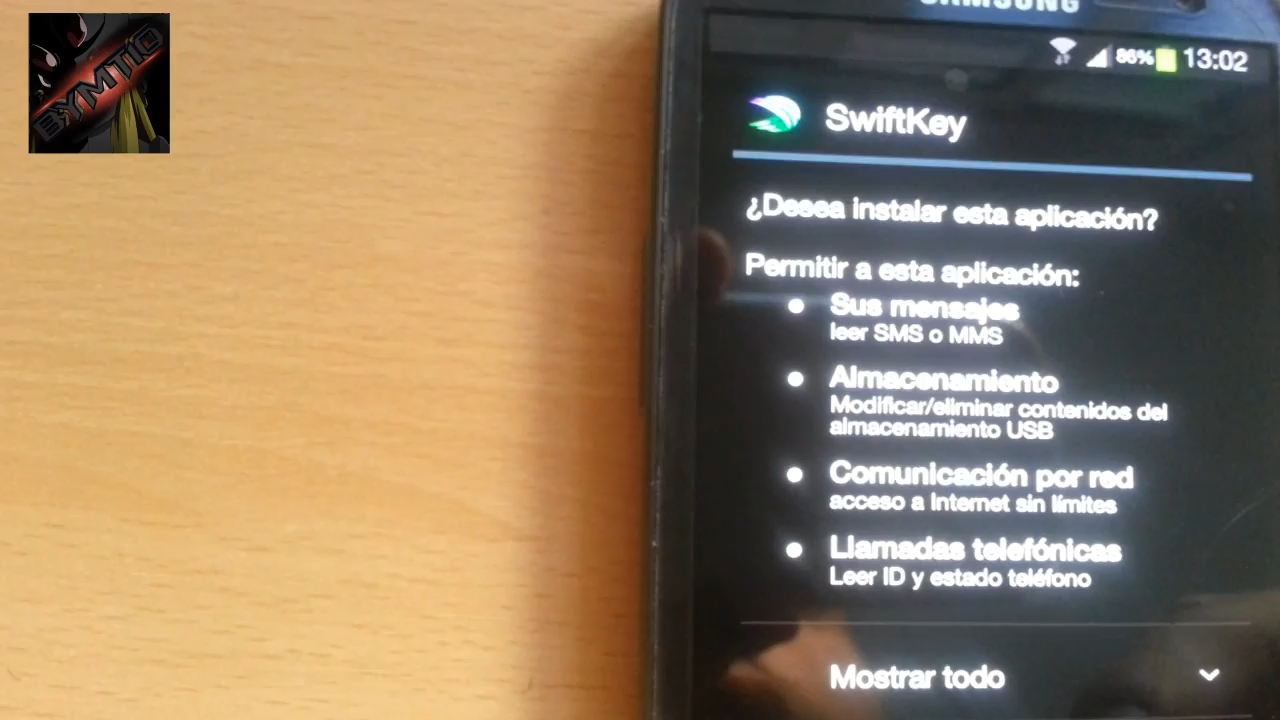 BYMTIO
SAMSUNG
86% 13:02
SwiftKey
¿Desea instalar esta aplicación?
Permitir a esta aplicación:
Sus mensajes
leer SMS o MMS
Almacenamiento
Modificar/eliminar contenidos del
almacenamiento USB
Comunicación por red
acceso a Internet sin límites
Llamadas telefónicas
Leer ID y estado teléfono
Mostrar todo